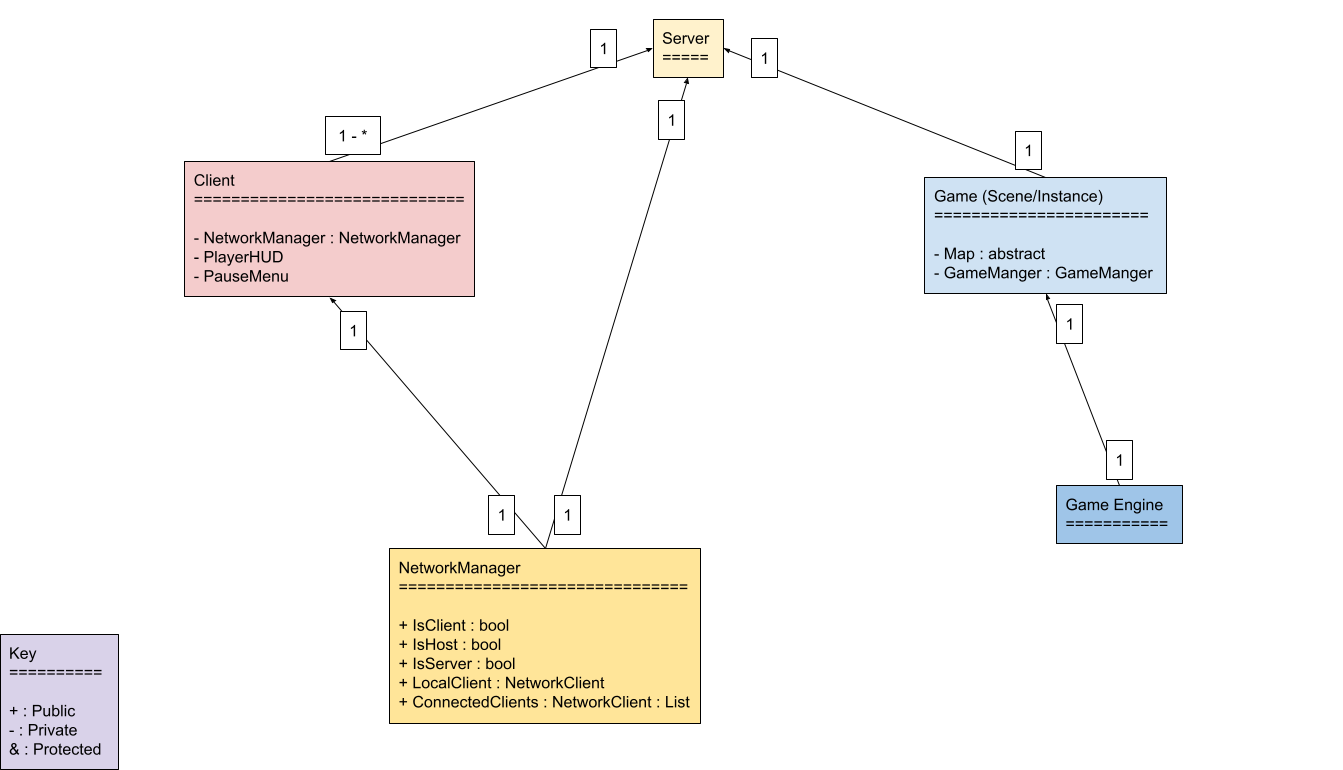 Server
=====
1
1
1
1 - *
1
Client
=============================
- NetworkManager : NetworkManager
- PlayerHUD
- PauseMenu
Game (Scene/Instance)
=======================
- Map : abstract
- GameManger : GameManger
1
1
1
1
1
Game Engine
===========
NetworkManager
===============================
+ IsClient : bool
+ IsHost : bool
+ IsServer : bool
+ LocalClient : NetworkClient
+ ConnectedClients : NetworkClient : List
Key
==========
+ : Public
- : Private
& : Protected